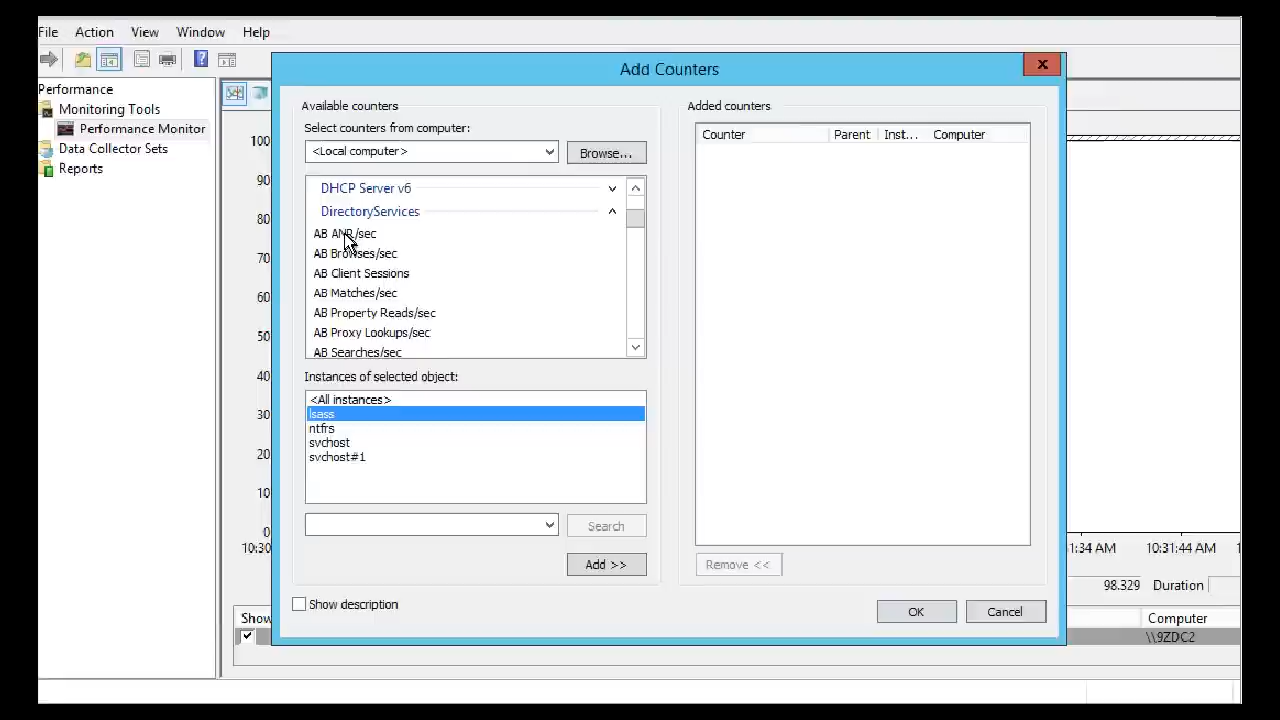 File Action View Window Help
Performance
Monitoring Tools
Performance Monitor
Data Collector Sets
Reports
Add Counters
Available counters
Select counters from computer:
<Local computer>
Browse...
DHCP Server v6
DirectoryServices
AB ANR/sec
AB Browses/sec
AB Client Sessions
AB Matches/sec
AB Property Reads/sec
AB Proxy Lookups/sec
AB Searches/sec
Instances of selected object:
<All instances>
lsass
ntfrs
svchost
svchost#1
Search
Add >>
Show description
Added counters
Counter Parent Inst... Computer
Remove <<
OK Cancel
100
90
80
70
60
50
40
30
20
10
0
10:30
1:34 AM 10:31:44 AM
98.329 Duration
Show
Computer
\\9ZDC2